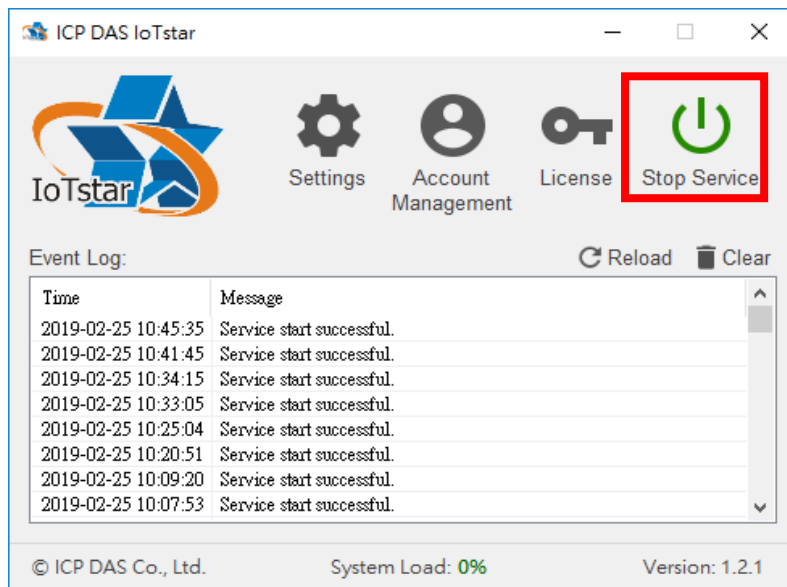 ICP DAS IoTstar
IoTstar
Settings
Account
Management
License
Stop Service
Event Log:
Reload
Clear
Time Message
2019-02-25 10:45:35 Service start successful.
2019-02-25 10:41:45 Service start successful.
2019-02-25 10:34:15 Service start successful.
2019-02-25 10:33:05 Service start successful.
2019-02-25 10:25:04 Service start successful.
2019-02-25 10:20:51 Service start successful.
2019-02-25 10:09:20 Service start successful.
2019-02-25 10:07:53 Service start successful.
© ICP DAS Co., Ltd. System Load: 0% Version: 1.2.1